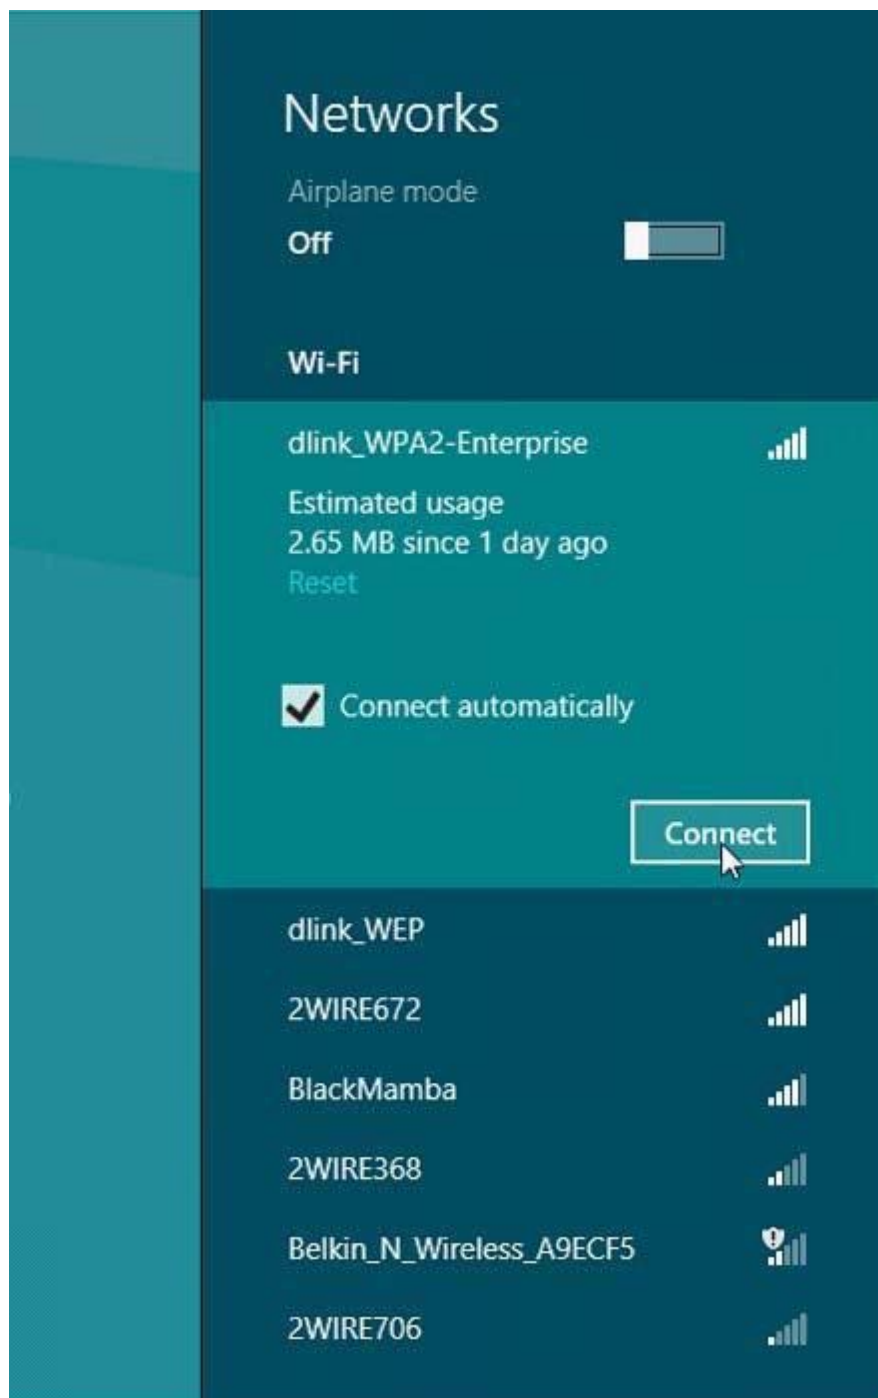 Networks
Airplane mode
Off
Wi-Fi
dlink_WPA2-Enterprise
Estimated usage
2.65 MB since 1 day ago
Reset
Connect automatically
Connect
dlink_WEP
2WIRE672
BlackMamba
2WIRE368
Belkin_N_Wireless_A9ECF5
2WIRE706